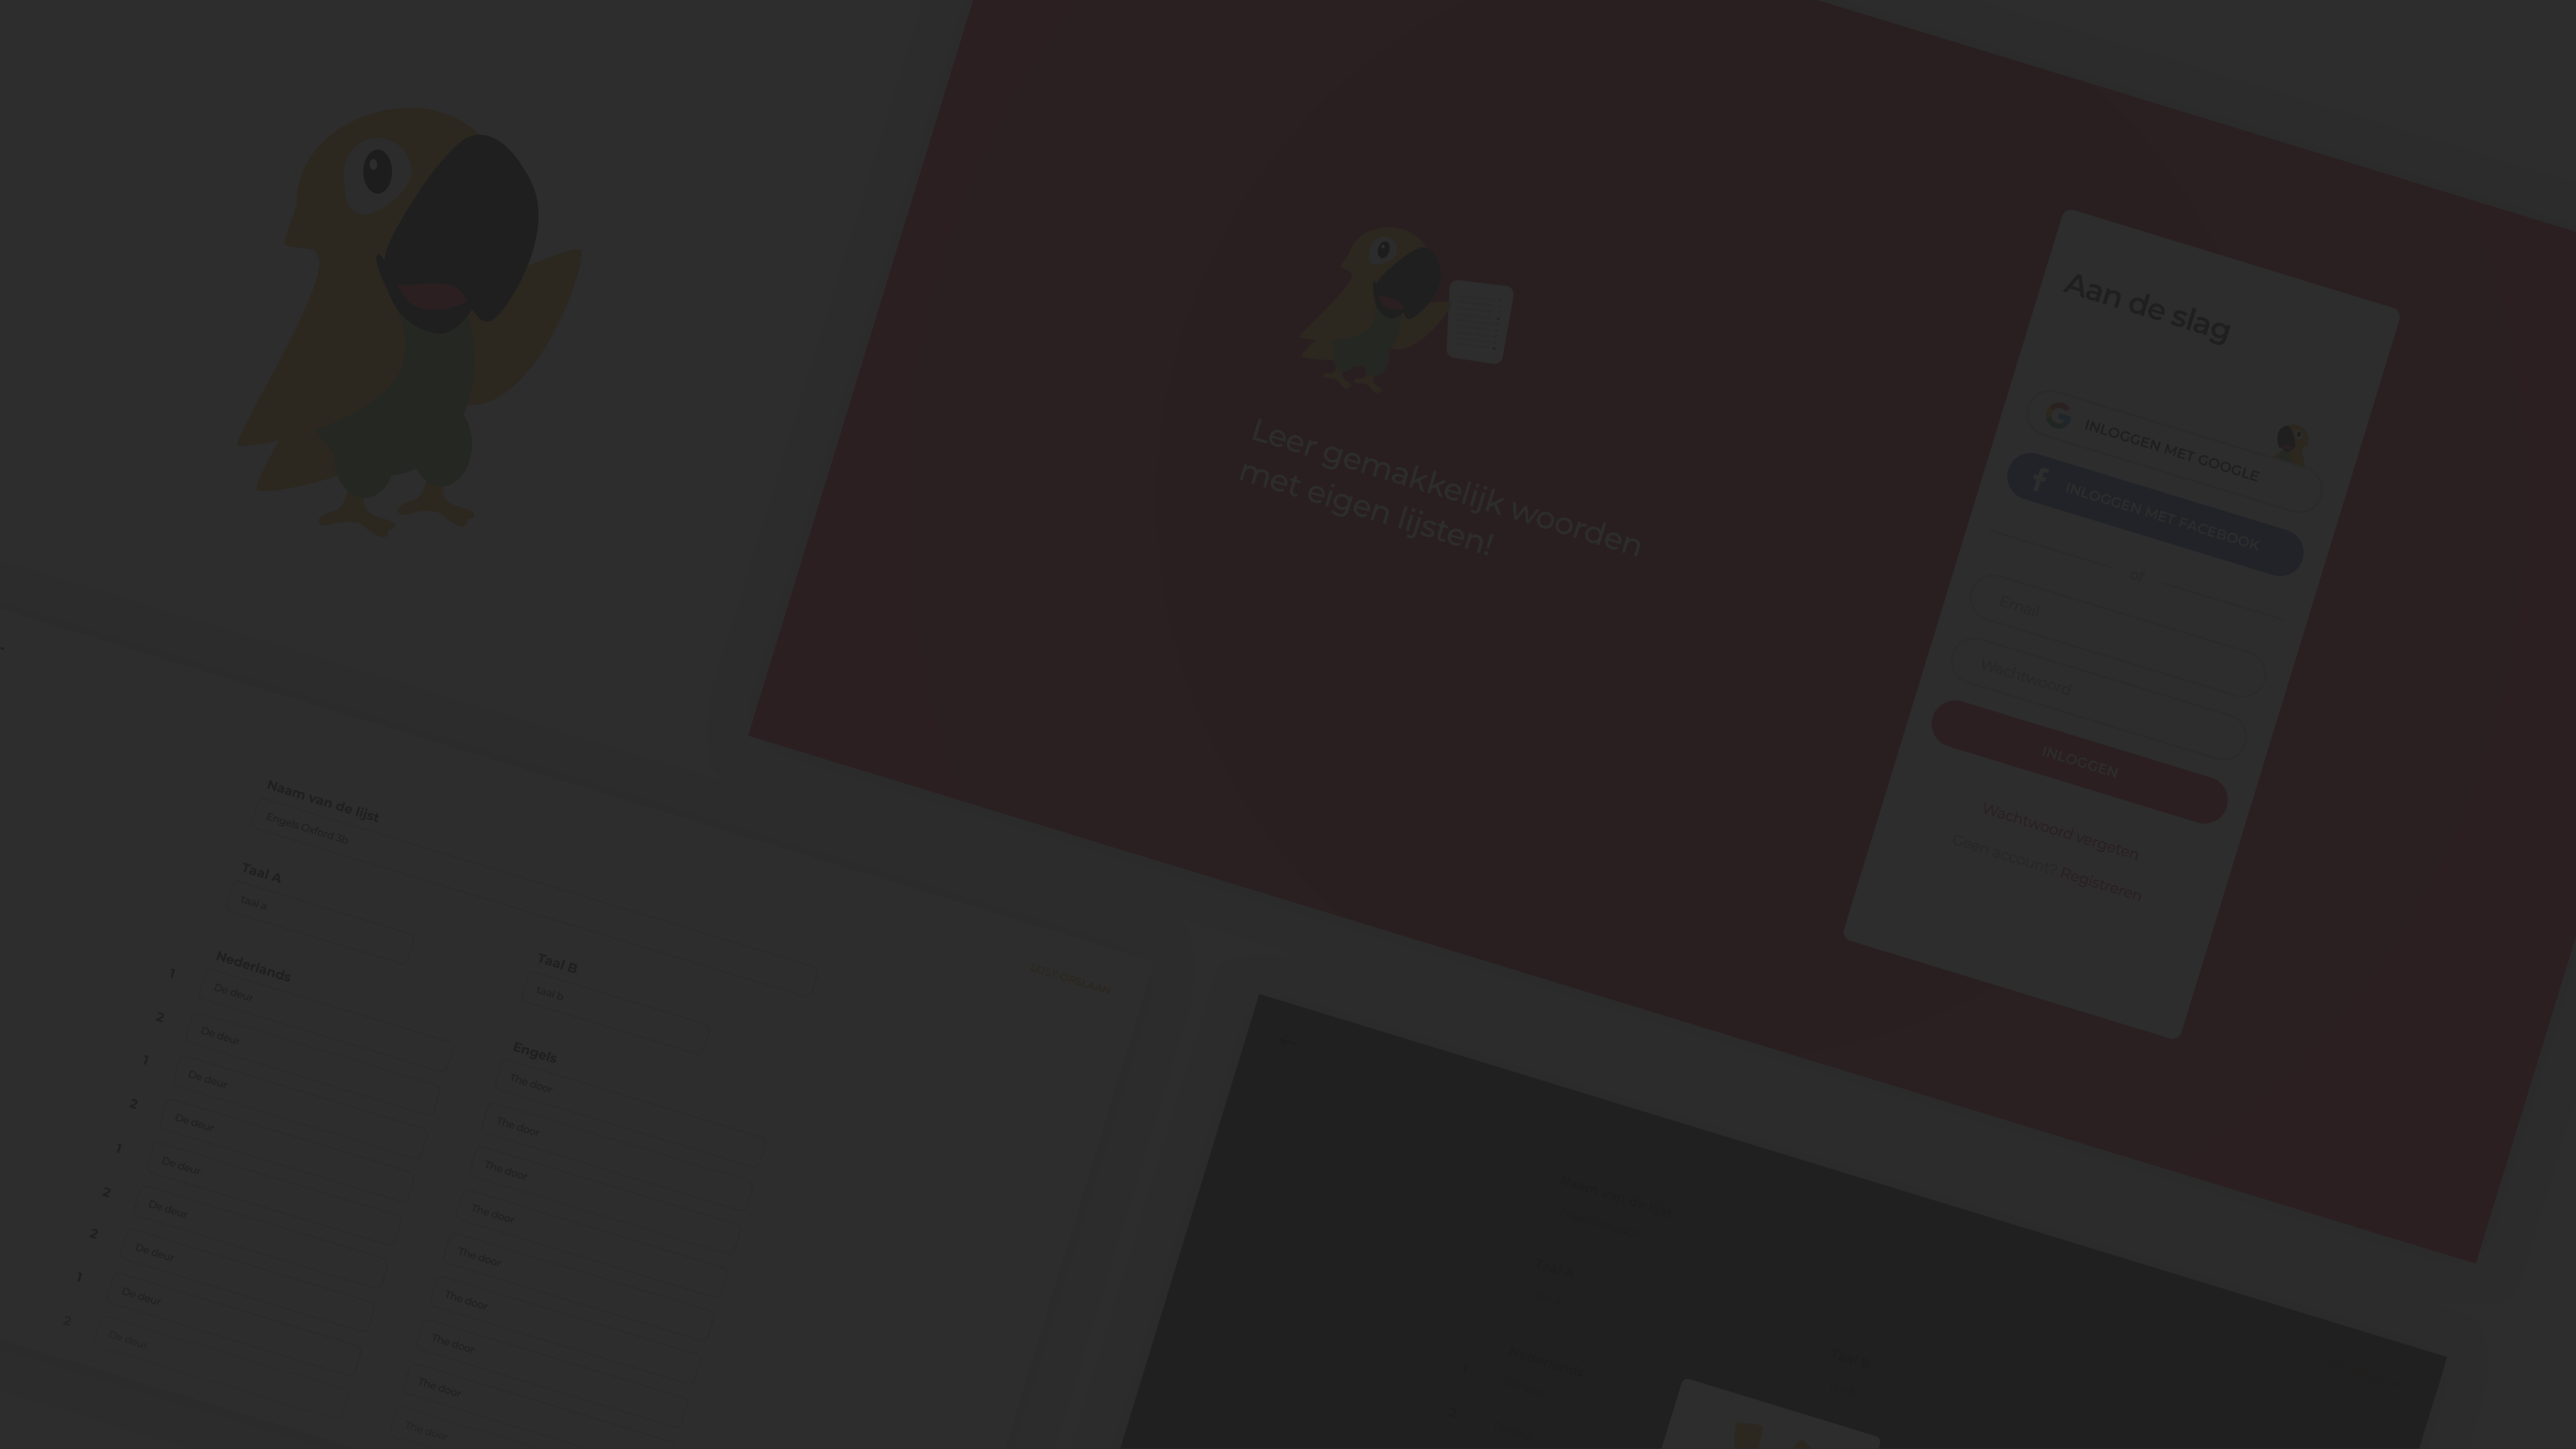 Leer gemakkelijk woorden
met eigen lijsten!
Aan de slag
INLOGGEN MET GOOGLE
INLOGGEN MET FACEBOOK
of
Email
Wachtwoord
INLOGGEN
Wachtwoord vergeten
Geen account? Registreren
Naam van de lijst
Engels Oxford 3b
Taal A
taal a
Taal B
taal b
LIJST OPSLAAN
Nederlands
1 De deur
2 De deur
1 De deur
2 De deur
1 De deur
2 De deur
2 De deur
1 De deur
2 De deur
Engels
The door
The door
The door
The door
The door
The door
The door
The door
The door